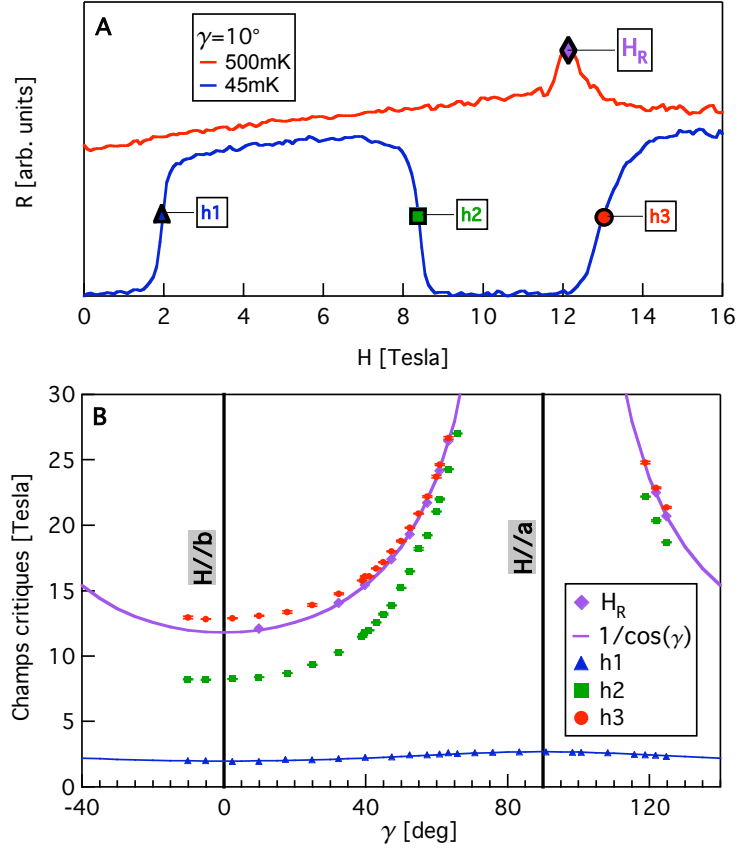 A
γ=10°
500mK
45mK
H_R
h1
h2
h3
R [arb. units]
0 2 4 6 8 10 12 14 16
H [Tesla]
B
30
25
20
15
10
5
0
Champs critiques [Tesla]
H//b
H//a
H_R
1/cos(γ)
h1
h2
h3
-40 0 40 80 120
γ [deg]